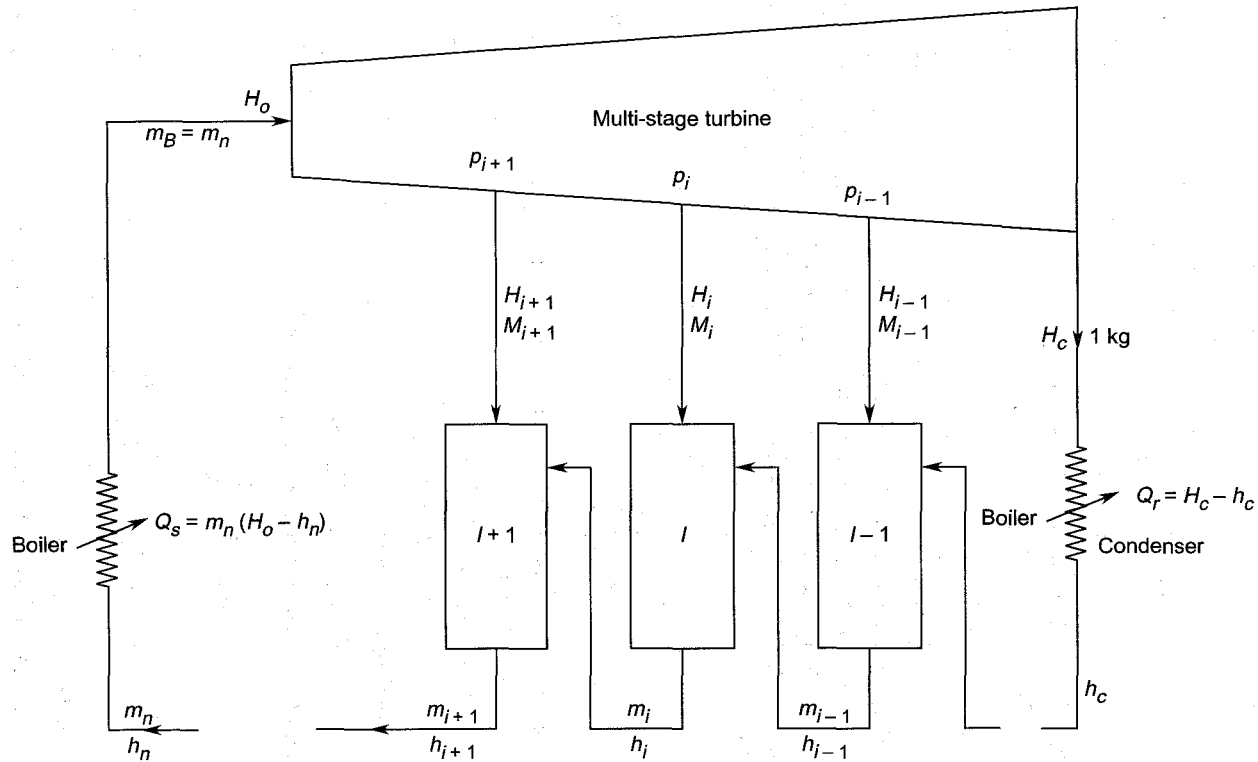 H_o
m_B = m_n
Multi-stage turbine
p_{i+1}
p_i
p_{i−1}
H_{i+1}
M_{i+1}
H_i
M_i
H_{i−1}
M_{i−1}
H_c 1 kg
Q_s = m_n (H_o − h_n)
Boiler
I + 1
I
I − 1
Boiler
Q_r = H_c − h_c
Condenser
h_c
m_n
h_n
m_{i+1}
h_{i+1}
m_i
h_i
m_{i−1}
h_{i−1}